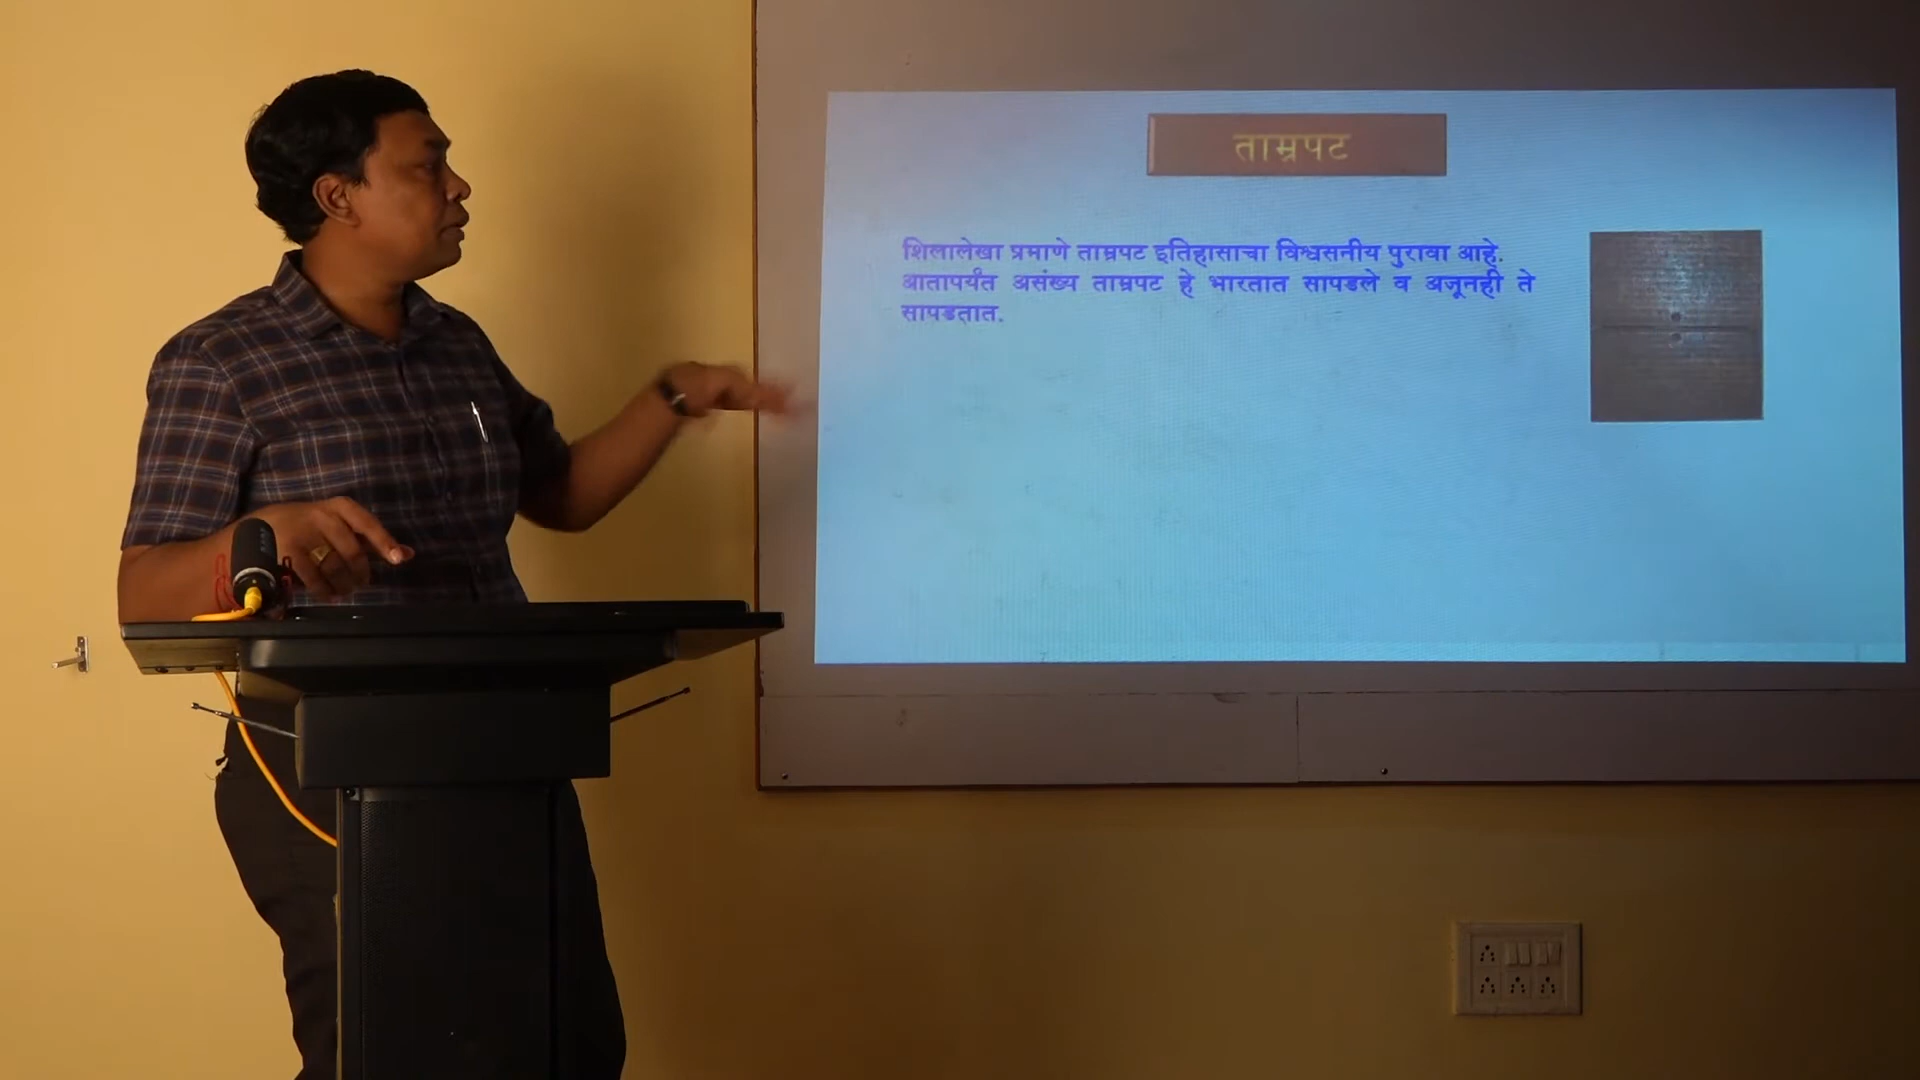 ताम्रपट
शिलालेखा प्रमाणे ताम्रपट इतिहासाचा विश्वसनीय पुरावा आहे.
आतापर्यंत असंख्य ताम्रपट हे भारतात सापडले व अजूनही ते
सापडतात.